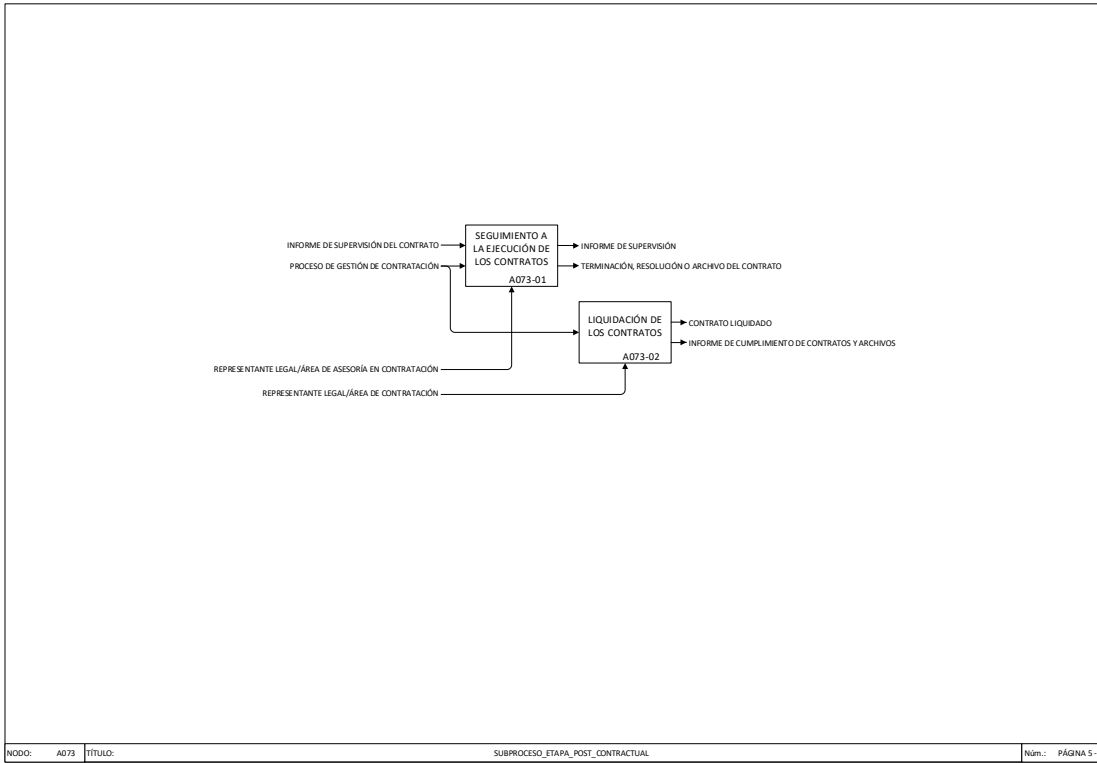 INFORME DE SUPERVISIÓN DEL CONTRATO
PROCESO DE GESTIÓN DE CONTRATACIÓN
SEGUIMIENTO A
LA EJECUCIÓN DE
LOS CONTRATOS
A073-01
INFORME DE SUPERVISIÓN
TERMINACIÓN, RESOLUCIÓN O ARCHIVO DEL CONTRATO
LIQUIDACIÓN DE
LOS CONTRATOS
A073-02
CONTRATO LIQUIDADO
INFORME DE CUMPLIMIENTO DE CONTRATOS Y ARCHIVOS
REPRESENTANTE LEGAL/ÁREA DE ASESORÍA EN CONTRATACIÓN
REPRESENTANTE LEGAL/ÁREA DE CONTRATACIÓN
NODO: A073 TÍTULO: SUBPROCESO_ETAPA_POST_CONTRACTUAL Núm.: PÁGINA 5 -